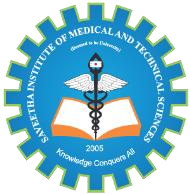 SAVEETHA INSTITUTE OF MEDICAL AND TECHNICAL SCIENCES
(Deemed to be University)
2005
Knowledge Conquers All